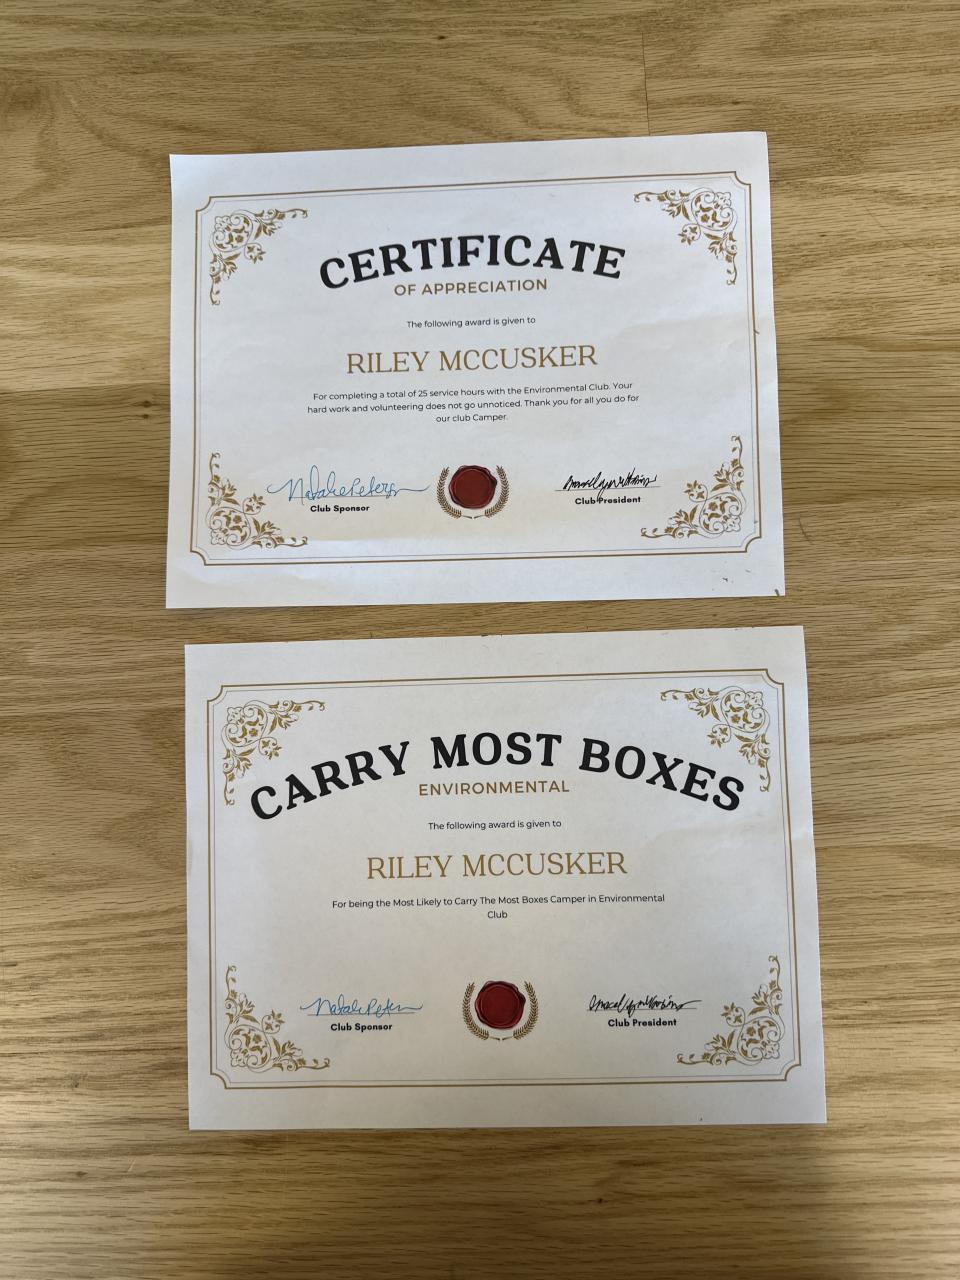 CERTIFICATE
OF APPRECIATION
The following award is given to
RILEY MCCUSKER
For completing a total of 25 service hours with the Environmental Club. Your
hard work and volunteering does not go unnoticed. Thank you for all you do for
our club Camper.
Natalie Peters
Club Sponsor
Club President
CARRY MOST BOXES
ENVIRONMENTAL
The following award is given to
RILEY MCCUSKER
For being the Most Likely to Carry The Most Boxes Camper in Environmental
Club
Club Sponsor
Club President